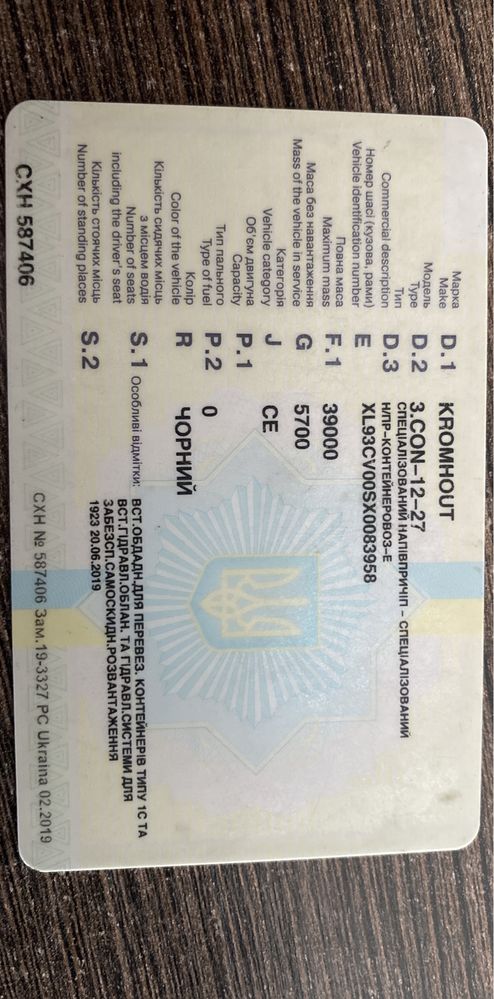 Марка
Make
D.1 KROMHOUT
Модель
Type
D.2 3.CON-12-27
Тип
Commercial description
D.3 СПЕЦІАЛІЗОВАНИЙ НАПІВПРИЧІП - СПЕЦІАЛІЗОВАНИЙ
Н/ПР-КОНТЕЙНЕРОВОЗ-Е
Номер шасі (кузова, рами)
Vehicle identification number
E XL93CV00SX0083958
Повна маса
Maximum mass
F.1 39000
Маса без навантаження
Mass of the vehicle in service
G 5700
Категорія
Vehicle category
J CE
Об'єм двигуна
Capacity
P.1
Тип пального
Type of fuel
P.2 0
Колір
Color of the vehicle
R ЧОРНИЙ
Кількість сидячих місць
з місцем водія
Number of seats
including the driver's seat
S.1
Кількість стоячих місць
Number of standing places
S.2
Особливі відмітки:
ВСТ.ОБДАДН.ДЛЯ ПЕРЕВЕЗ. КОНТЕЙНЕРІВ ТИПУ 1С ТА
ВСТ.ГІДРАВЛ.ОБЛАН. ТА ГІДРАВЛ.СИСТЕМИ ДЛЯ
ЗАБЕЗСП.САМОСКИДН.РОЗВАНТАЖЕННЯ
1923 20.06.2019
СХН 587406
СХН № 587406 Зам.19-3327 РС Ukraina 02.2019